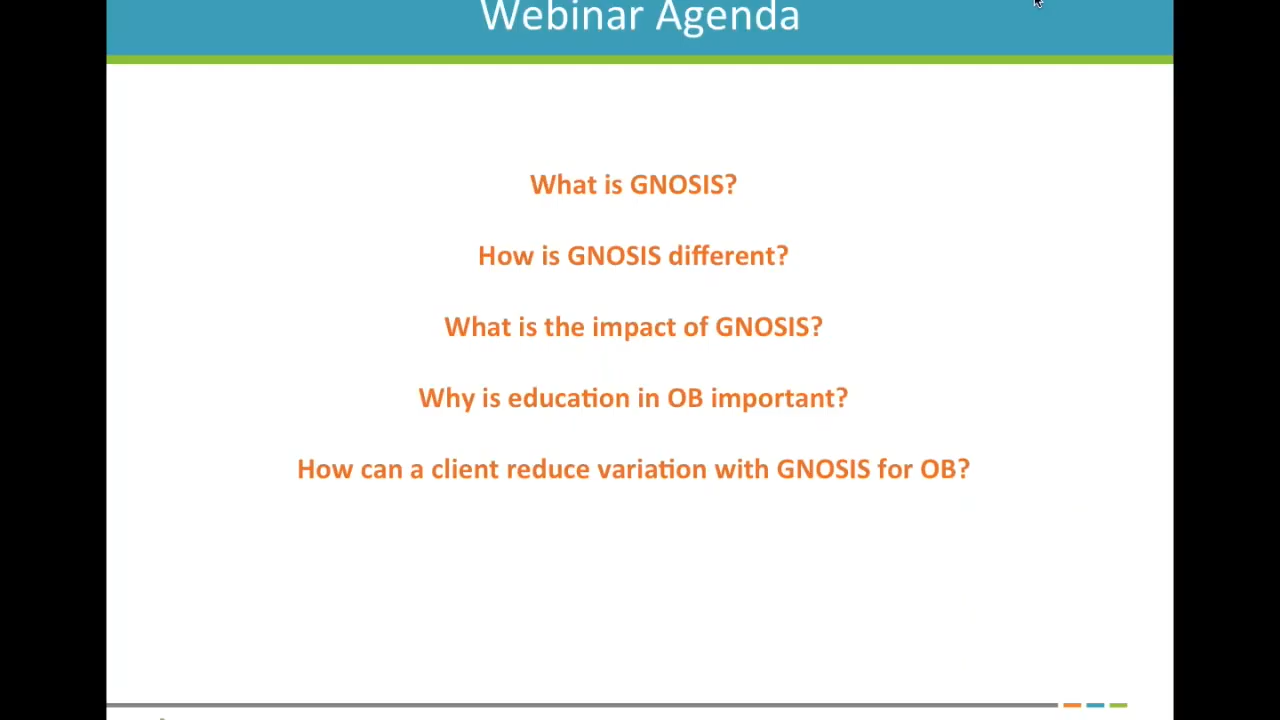 Webinar Agenda
What is GNOSIS?
How is GNOSIS different?
What is the impact of GNOSIS?
Why is education in OB important?
How can a client reduce variation with GNOSIS for OB?